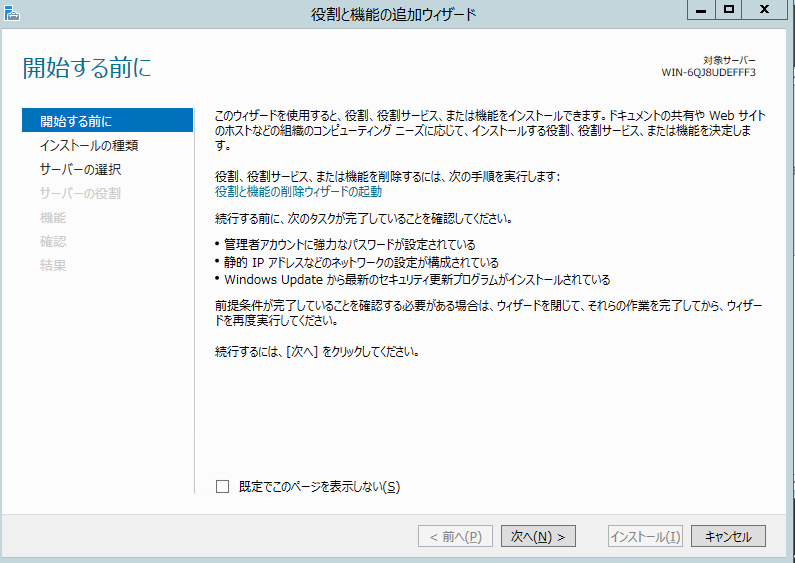 役割と機能の追加ウィザード
開始する前に
対象サーバー
WIN-6QJ8UDEFFF3
開始する前に
インストールの種類
サーバーの選択
サーバーの役割
機能
確認
結果
このウィザードを使用すると、役割、役割サービス、または機能をインストールできます。ドキュメントの共有や Web サイト
のホストなどの組織のコンピューティング ニーズに応じて、インストールする役割、役割サービス、または機能を決定しま
す。
役割、役割サービス、または機能を削除するには、次の手順を実行します:
役割と機能の削除ウィザードの起動
続行する前に、次のタスクが完了していることを確認してください。
• 管理者アカウントに強力なパスワードが設定されている
• 静的 IP アドレスなどのネットワークの設定が構成されている
• Windows Update から最新のセキュリティ更新プログラムがインストールされている
前提条件が完了していることを確認する必要がある場合は、ウィザードを閉じて、それらの作業を完了してから、ウィザー
ドを再度実行してください。
続行するには、[次へ] をクリックしてください。
既定でこのページを表示しない(S)
< 前へ(P)
次へ(N) >
インストール(I)
キャンセル